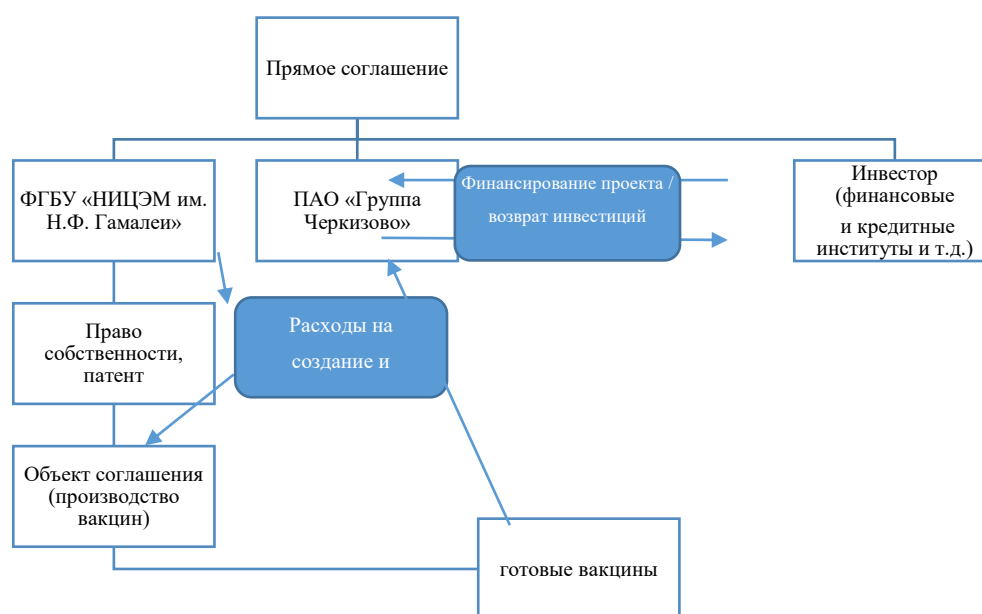 Прямое соглашение
ФГБУ «НИЦЭМ им.
Н.Ф. Гамалеи»
ПАО «Группа
Черкизово»
Финансирование проекта /
возврат инвестиций
Инвестор
(финансовые
и кредитные
институты и т.д.)
Право
собственности,
патент
Расходы на
создание и
Объект соглашения
(производство
вакцин)
готовые вакцины